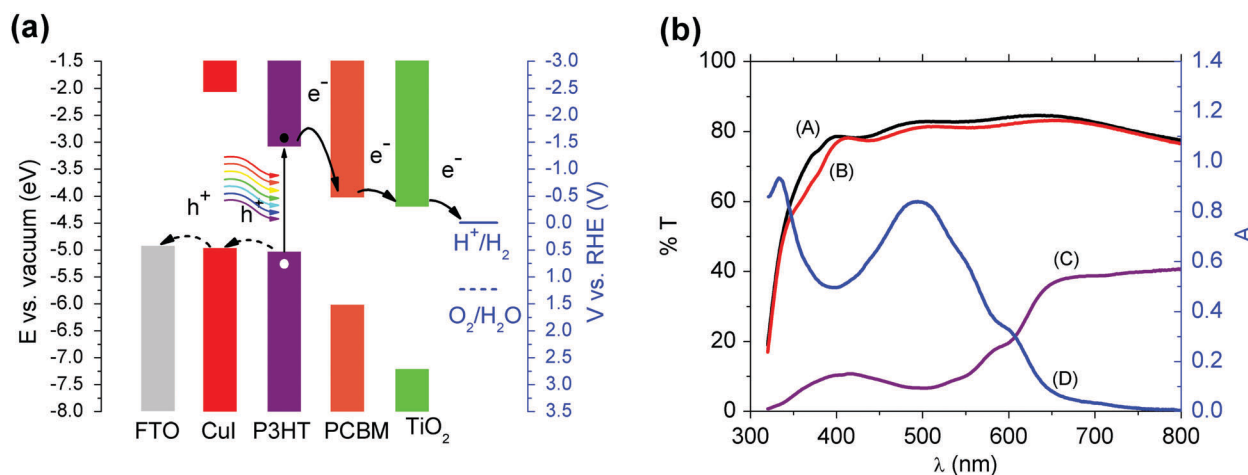 (a)
E vs. vacuum (eV)
-1.5
-2.0
-2.5
-3.0
-3.5
-4.0
-4.5
-5.0
-5.5
-6.0
-6.5
-7.0
-7.5
-8.0
e⁻
e⁻
e⁻
h⁺
h⁺
H⁺/H₂
O₂/H₂O
FTO CuI P3HT PCBM TiO₂
-3.0
-2.5
-2.0
-1.5
-1.0
-0.5
0.0
0.5
1.0
1.5
2.0
2.5
3.0
3.5
V vs. RHE (V)
(b)
% T
100
80
60
40
20
0
(A)
(B)
(C)
(D)
1.4
1.2
1.0
0.8
0.6
0.4
0.2
0.0
A
300 400 500 600 700 800
λ (nm)